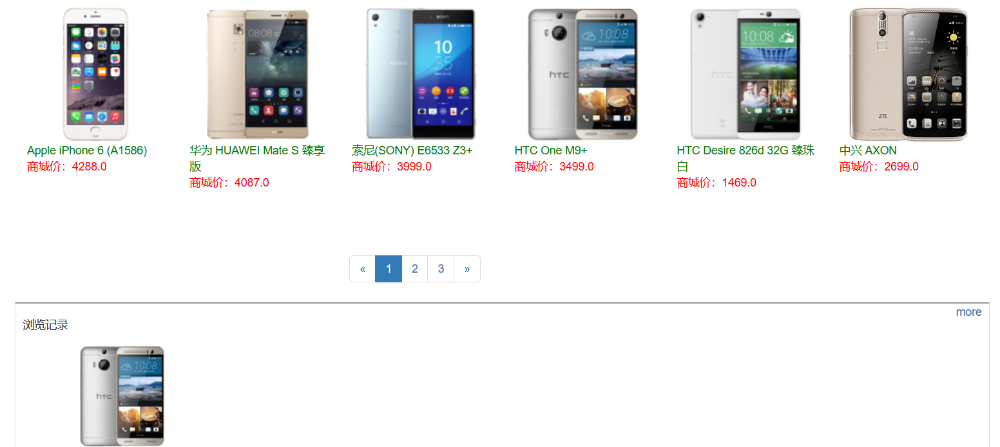 08:08
SONY
10
35
hTC
10:08
hTC
10:08
ZTE
Apple iPhone 6 (A1586)
商城价：4288.0
华为 HUAWEI Mate S 臻享
版
商城价：4087.0
索尼(SONY) E6533 Z3+
商城价：3999.0
HTC One M9+
商城价：3499.0
HTC Desire 826d 32G 臻珠
白
商城价：1469.0
中兴 AXON
商城价：2699.0
« 1 2 3 »
more
浏览记录
10:08
hTC